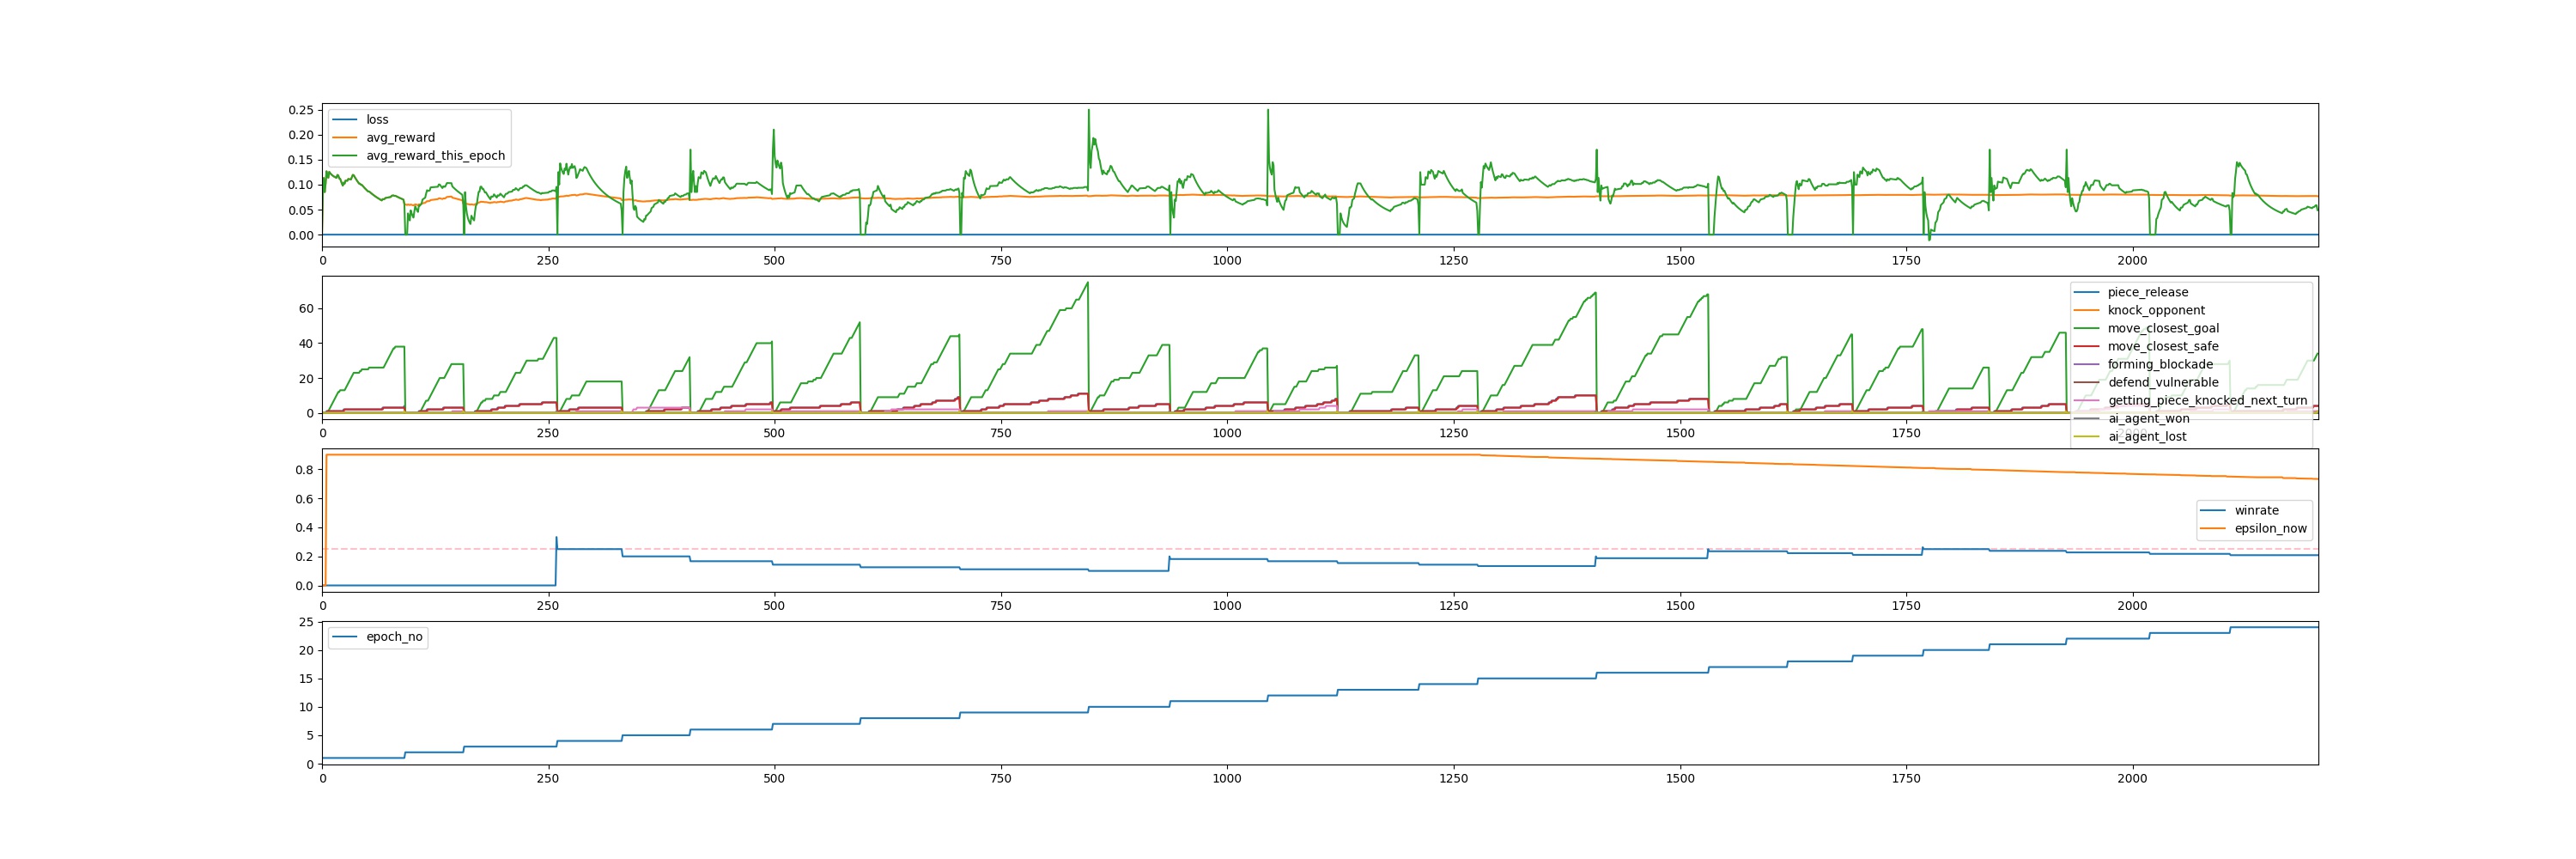 0.25
0.20
0.15
0.10
0.05
0.00
loss
avg_reward
avg_reward_this_epoch
0 250 500 750 1000 1250 1500 1750 2000
60
40
20
0
piece_release
knock_opponent
move_closest_goal
move_closest_safe
forming_blockade
defend_vulnerable
getting_piece_knocked_next_turn
ai_agent_won
ai_agent_lost
0 250 500 750 1000 1250 1500 1750 2000
0.8
0.6
0.4
0.2
0.0
winrate
epsilon_now
0 250 500 750 1000 1250 1500 1750 2000
25
20
15
10
5
0
epoch_no
0 250 500 750 1000 1250 1500 1750 2000